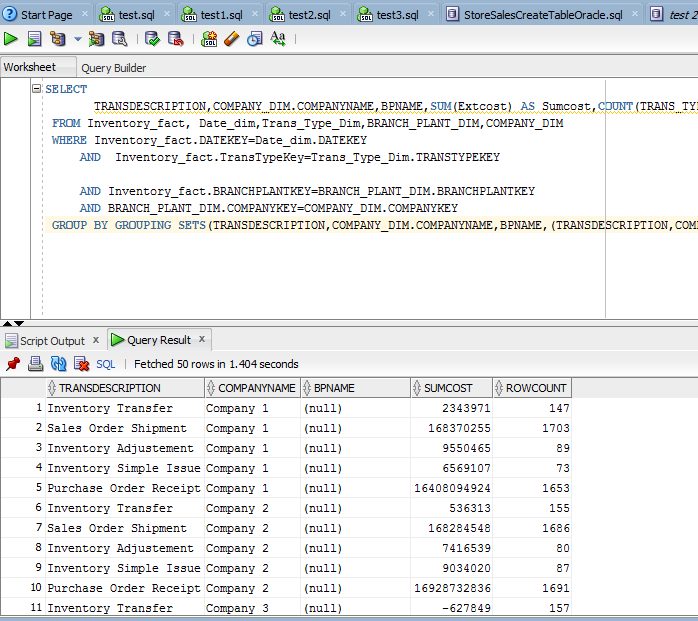 Start Page test.sql test1.sql test2.sql test3.sql StoreSalesCreateTableOracle.sql test 2
Worksheet Query Builder
SELECT
TRANSDESCRIPTION,COMPANY_DIM.COMPANYNAME,BPNAME,SUM(Extcost) AS Sumcost,COUNT(TRANS_TY
FROM Inventory_fact, Date_dim,Trans_Type_Dim,BRANCH_PLANT_DIM,COMPANY_DIM
WHERE Inventory_fact.DATEKEY=Date_dim.DATEKEY
AND Inventory_fact.TransTypeKey=Trans_Type_Dim.TRANSTYPEKEY
AND Inventory_fact.BRANCHPLANTKEY=BRANCH_PLANT_DIM.BRANCHPLANTKEY
AND BRANCH_PLANT_DIM.COMPANYKEY=COMPANY_DIM.COMPANYKEY
GROUP BY GROUPING SETS(TRANSDESCRIPTION,COMPANY_DIM.COMPANYNAME,BPNAME,(TRANSDESCRIPTION,COM
Script Output x Query Result x
SQL | Fetched 50 rows in 1.404 seconds
TRANSDESCRIPTION COMPANYNAME BPNAME SUMCOST ROWCOUNT
1 Inventory Transfer Company 1 (null) 2343971 147
2 Sales Order Shipment Company 1 (null) 168370255 1703
3 Inventory Adjustement Company 1 (null) 9550465 89
4 Inventory Simple Issue Company 1 (null) 6569107 73
5 Purchase Order Receipt Company 1 (null) 16408094924 1653
6 Inventory Transfer Company 2 (null) 536313 155
7 Sales Order Shipment Company 2 (null) 168284548 1686
8 Inventory Adjustement Company 2 (null) 7416539 80
9 Inventory Simple Issue Company 2 (null) 9034020 87
10 Purchase Order Receipt Company 2 (null) 16928732836 1691
11 Inventory Transfer Company 3 (null) -627849 157